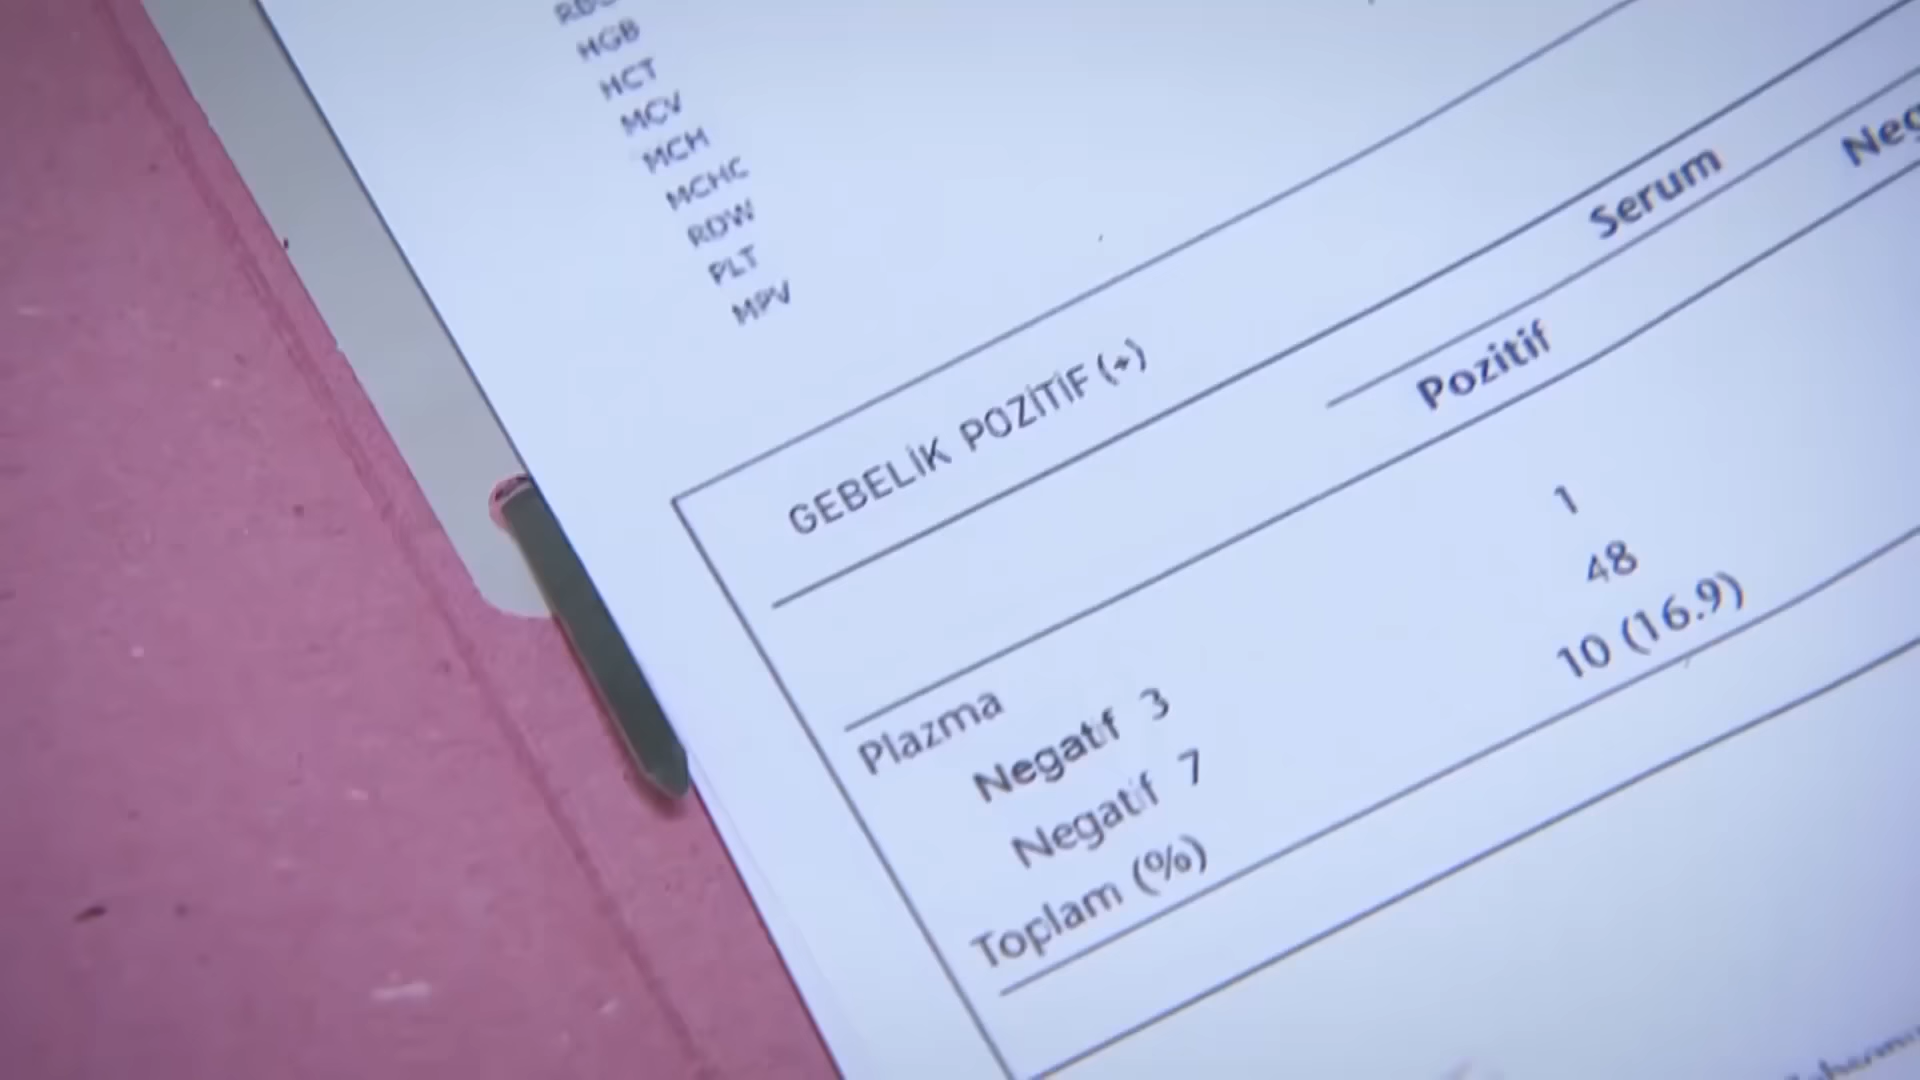 HGB
HCT
MCV
MCH
MCHC
RDW
PLT
MPV
GEBELİK POZİTİF (+)
Serum
Pozitif
Plazma
Negatif 3 1
Negatif 7 48
Toplam (%) 10 (16.9)